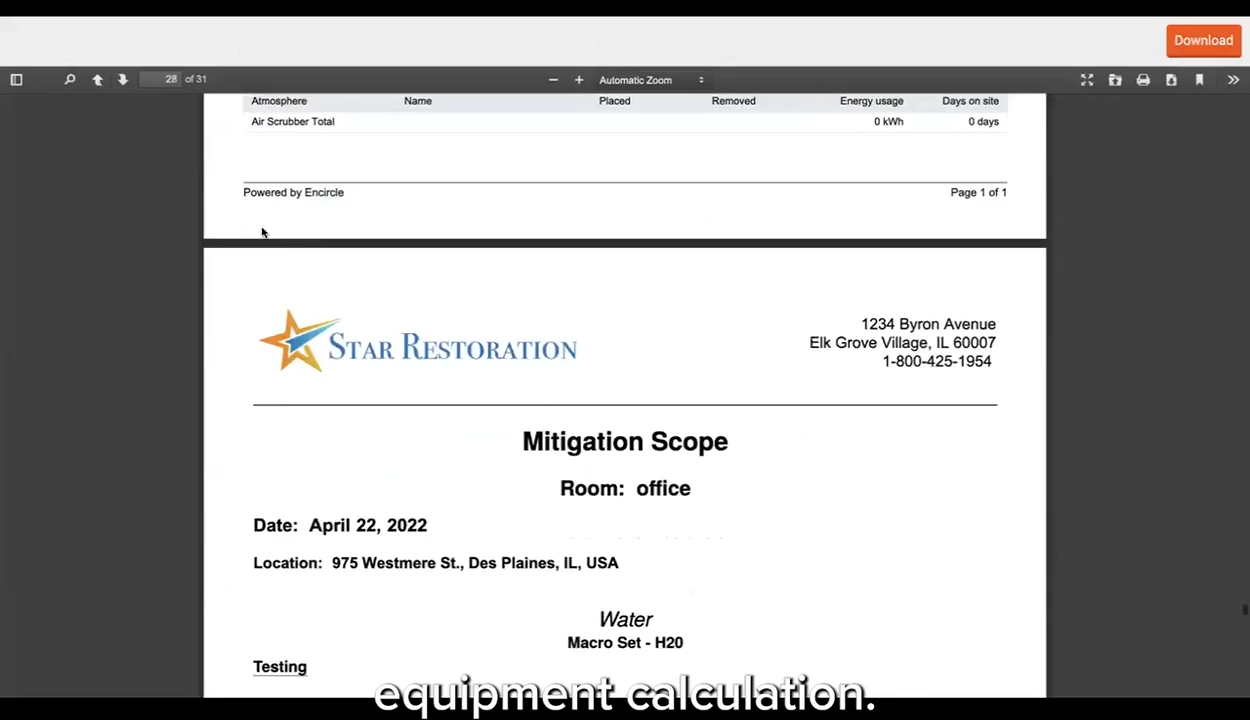 Download
28 of 31
Automatic Zoom
Atmosphere Name Placed Removed Energy usage Days on site
Air Scrubber Total 0 kWh 0 days
Powered by Encircle Page 1 of 1
STAR RESTORATION
1234 Byron Avenue
Elk Grove Village, IL 60007
1-800-425-1954
Mitigation Scope
Room: office
Date: April 22, 2022
Location: 975 Westmere St., Des Plaines, IL, USA
Water
Macro Set - H20
Testing
equipment calculation.